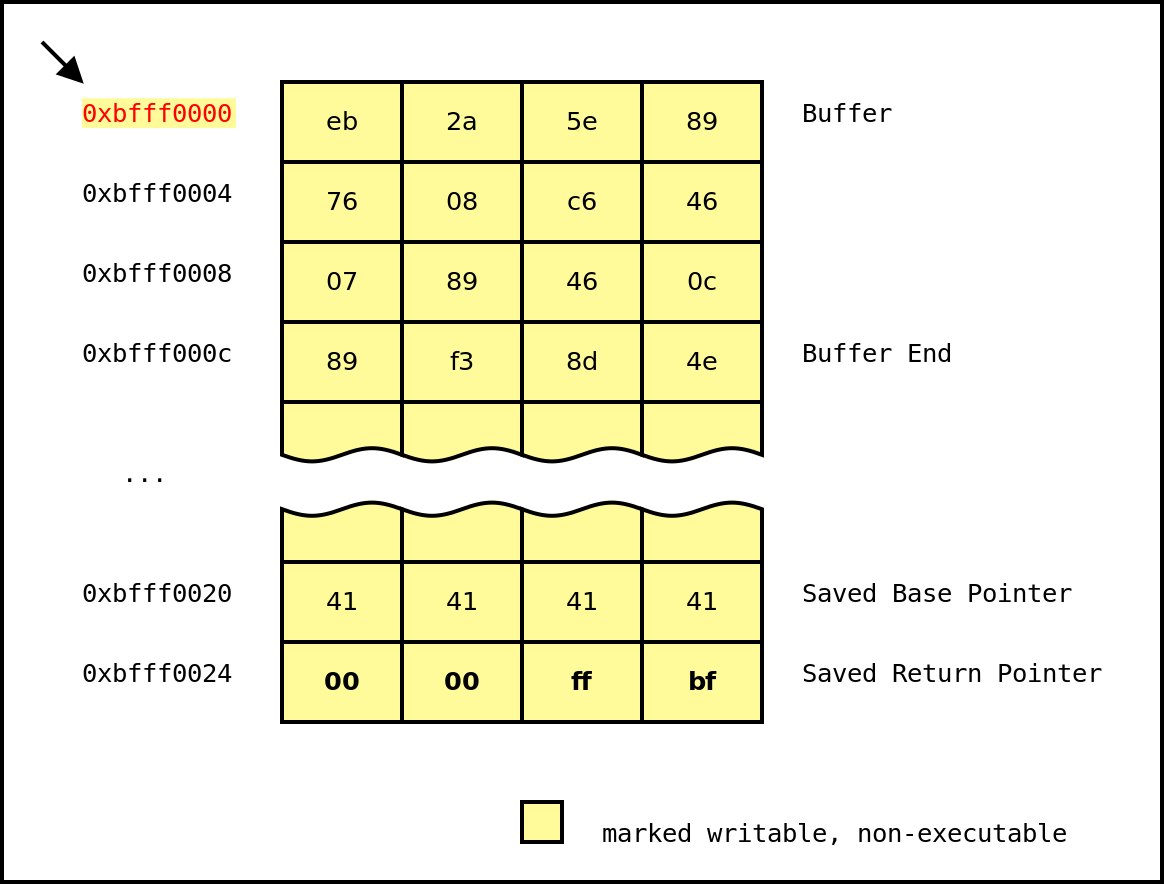 0xbfff0000 eb 2a 5e 89 Buffer
0xbfff0004 76 08 c6 46
0xbfff0008 07 89 46 0c
0xbfff000c 89 f3 8d 4e Buffer End
...
0xbfff0020 41 41 41 41 Saved Base Pointer
0xbfff0024 00 00 ff bf Saved Return Pointer
marked writable, non-executable